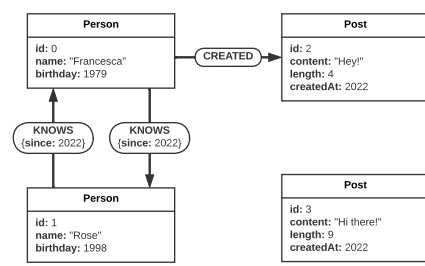 Person
id: 0
name: "Francesca"
birthday: 1979
CREATED
Post
id: 2
content: "Hey!"
length: 4
createdAt: 2022
KNOWS
{since: 2022}
KNOWS
{since: 2022}
Person
id: 1
name: "Rose"
birthday: 1998
Post
id: 3
content: "Hi there!"
length: 9
createdAt: 2022